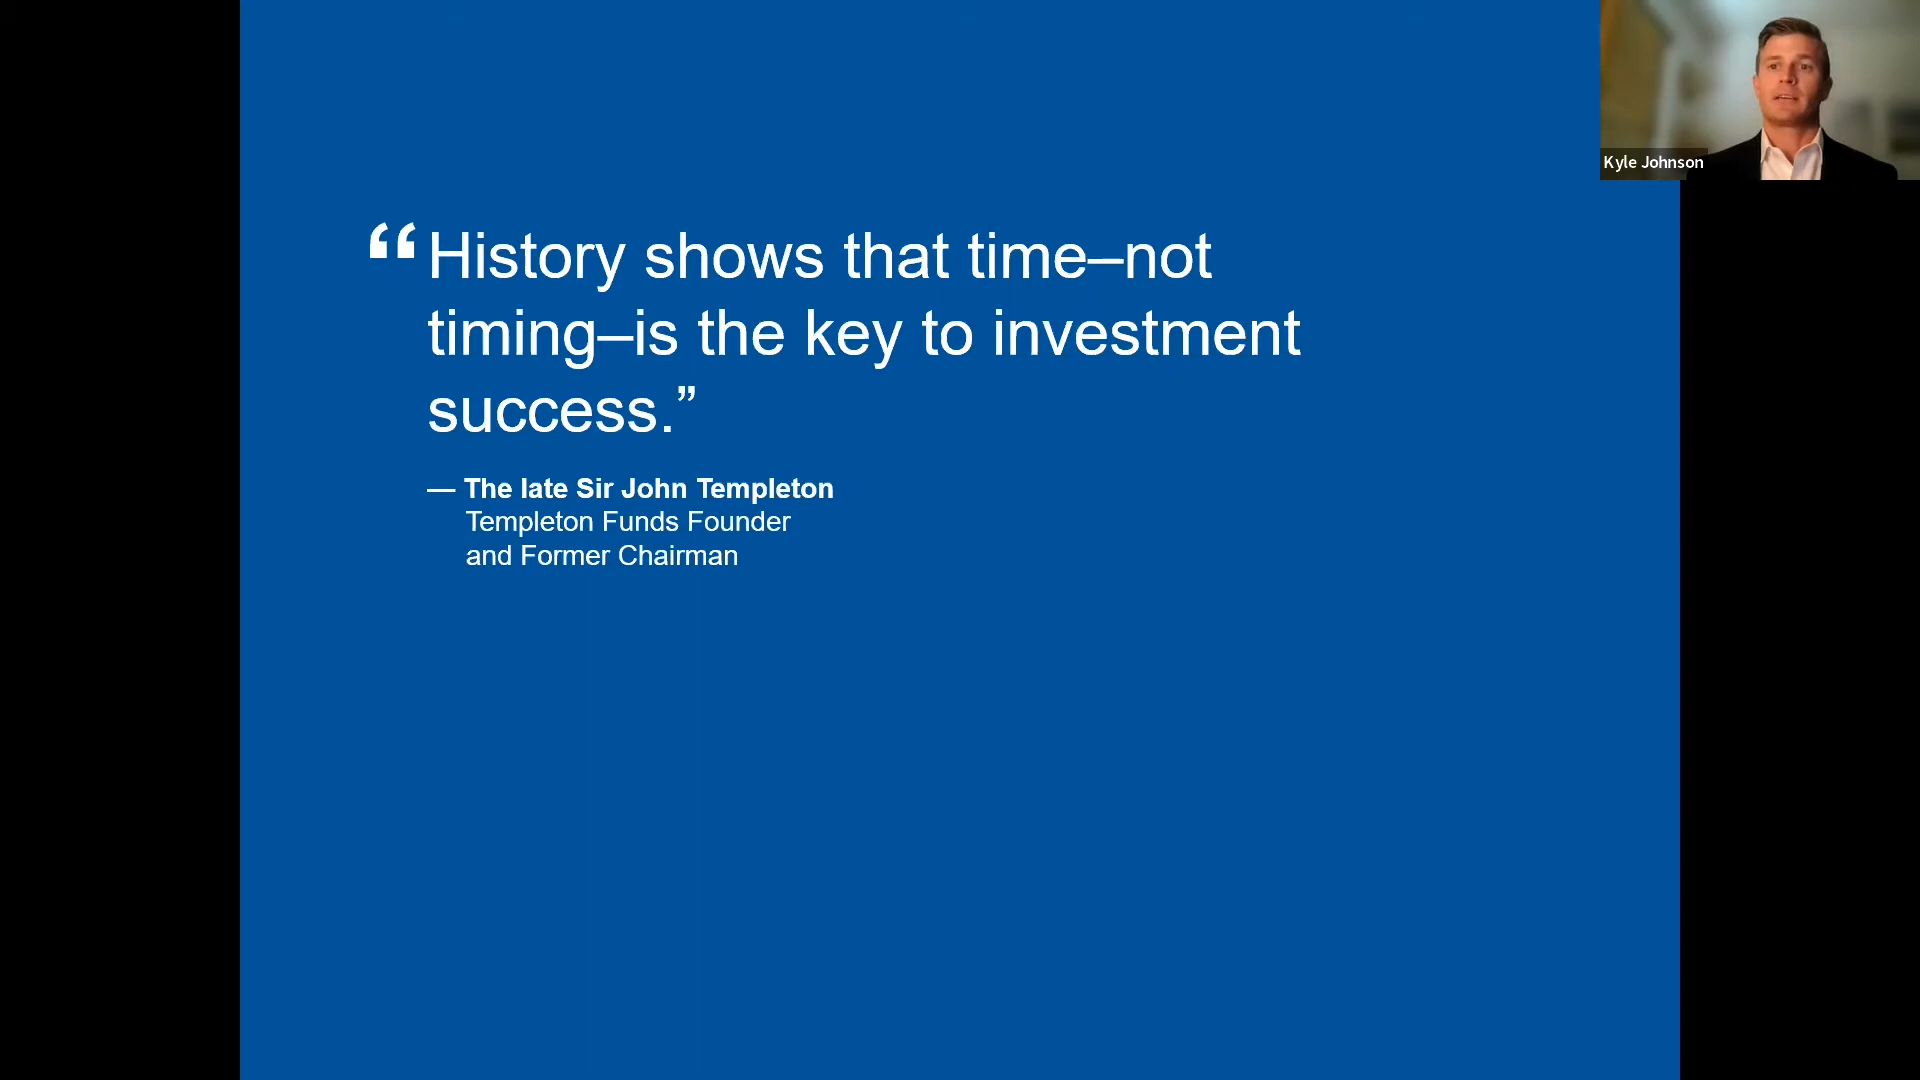 “History shows that time–not
timing–is the key to investment
success.”
— The late Sir John Templeton
Templeton Funds Founder
and Former Chairman
Kyle Johnson